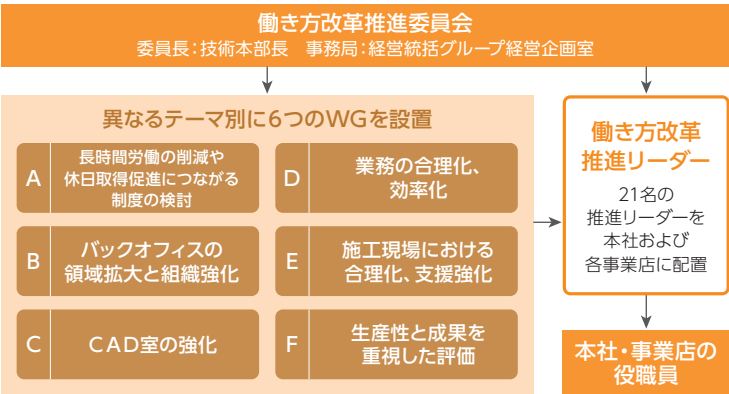 働き方改革推進委員会
委員長：技術本部長　事務局：経営統括グループ経営企画室
異なるテーマ別に6つのWGを設置
A
長時間労働の削減や
休日取得促進につながる
制度の検討
B
バックオフィスの
領域拡大と組織強化
C
CAD室の強化
D
業務の合理化、
効率化
E
施工現場における
合理化、支援強化
F
生産性と成果を
重視した評価
働き方改革
推進リーダー
21名の
推進リーダーを
本社および
各事業店に配置
本社・事業店の
役職員